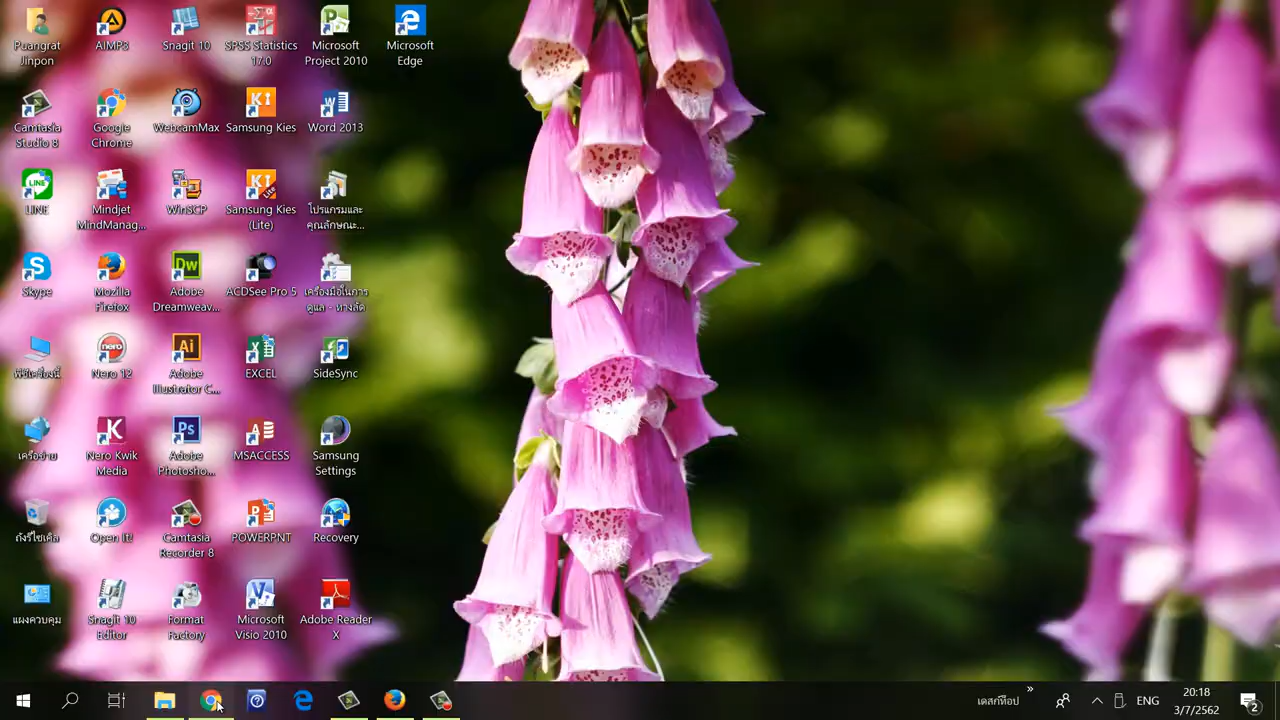 Puangrat
Jinpon
AIMP3
Snagit 10
SPSS Statistics
17.0
Microsoft
Project 2010
Microsoft
Edge
Camtasia
Studio 8
Google
Chrome
WebcamMax
Samsung Kies
Word 2013
LINE
Mindjet
MindManag...
WinSCP
Samsung Kies
(Lite)
โปรแกรมและ
คุณลักษณะ...
Skype
Mozilla
Firefox
Adobe
Dreamweav...
ACDSee Pro 5
เครื่องมือในการ
ดูแล - ทางลัด
พีซีเครื่องนี้
Nero 12
Adobe
Illustrator C...
EXCEL
SideSync
เครือข่าย
Nero Kwik
Media
Adobe
Photosho...
MSACCESS
Samsung
Settings
ถังรีไซเคิล
Open It!
Camtasia
Recorder 8
POWERPNT
Recovery
แผงควบคุม
Snagit 10
Editor
Format
Factory
Microsoft
Visio 2010
Adobe Reader
X
เดสก์ท็อป
ENG
20:18
3/7/2562
2